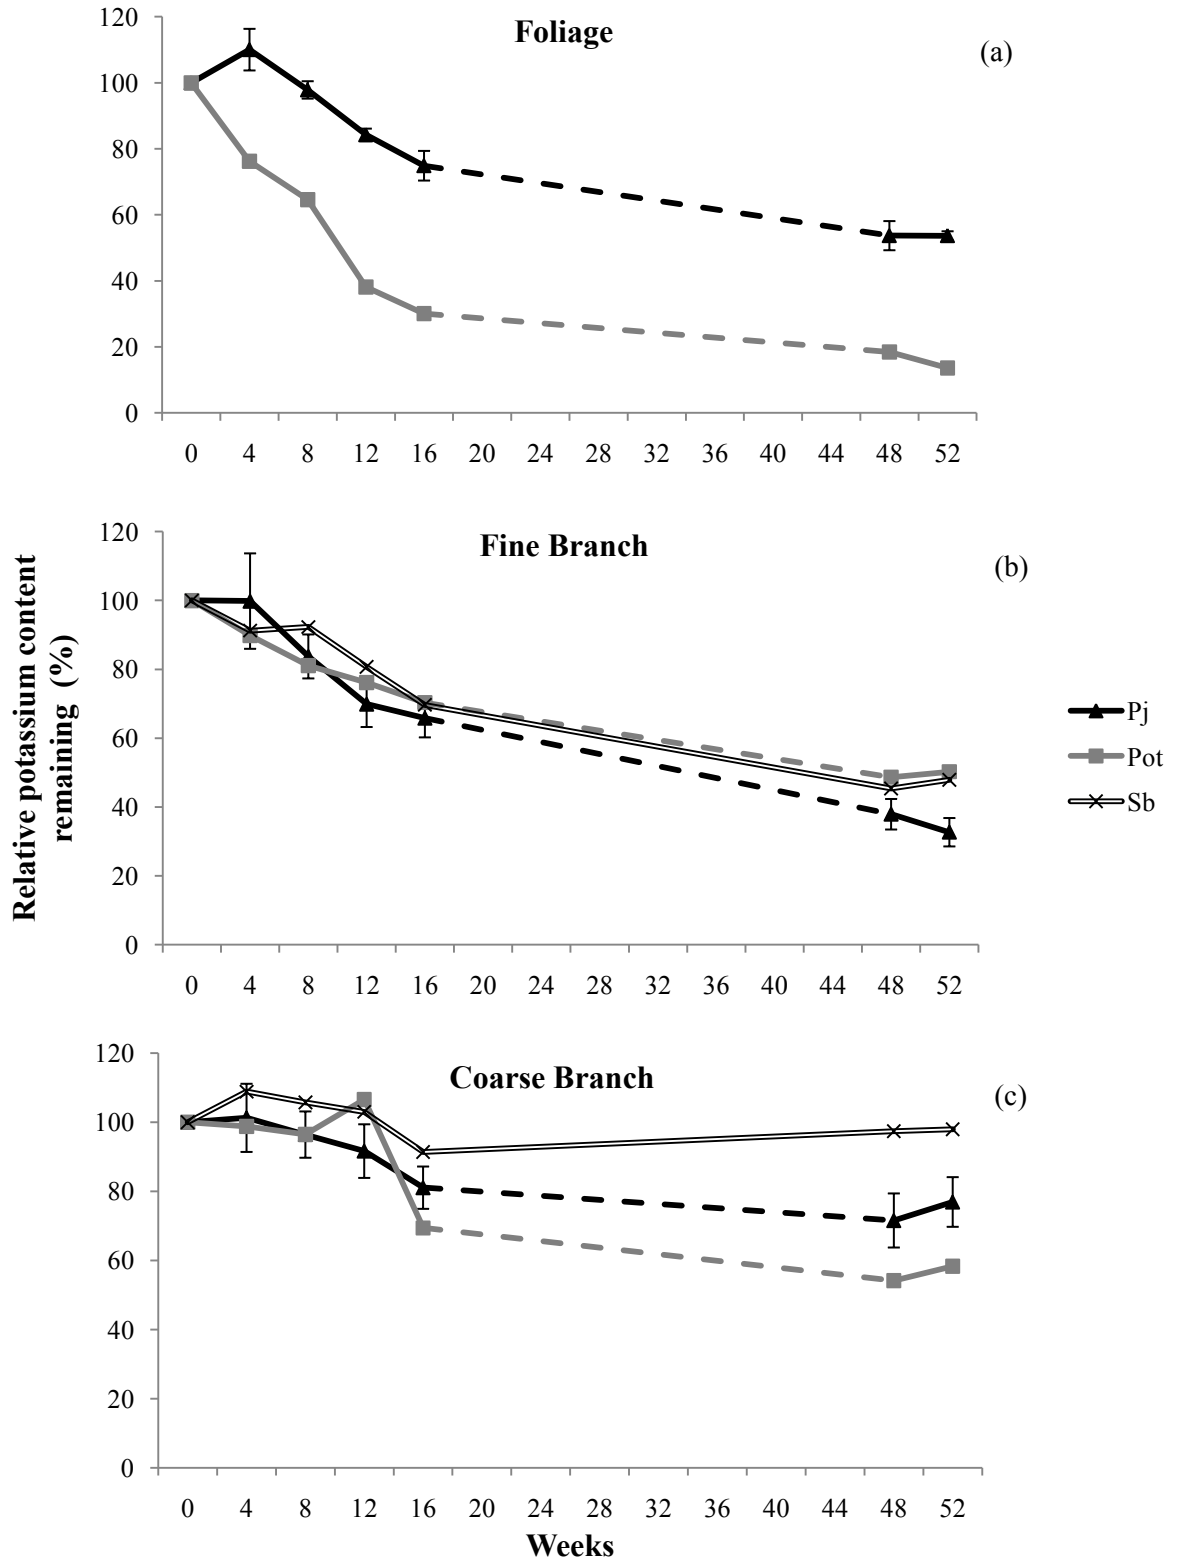 Foliage
(a)
120
100
80
60
40
20
0
0 4 8 12 16 20 24 28 32 36 40 44 48 52
Fine Branch
(b)
120
100
80
60
40
20
0
0 4 8 12 16 20 24 28 32 36 40 44 48 52
Relative potassium content
remaining (%)
Pj
Pot
Sb
Coarse Branch
(c)
120
100
80
60
40
20
0
0 4 8 12 16 20 24 28 32 36 40 44 48 52
Weeks